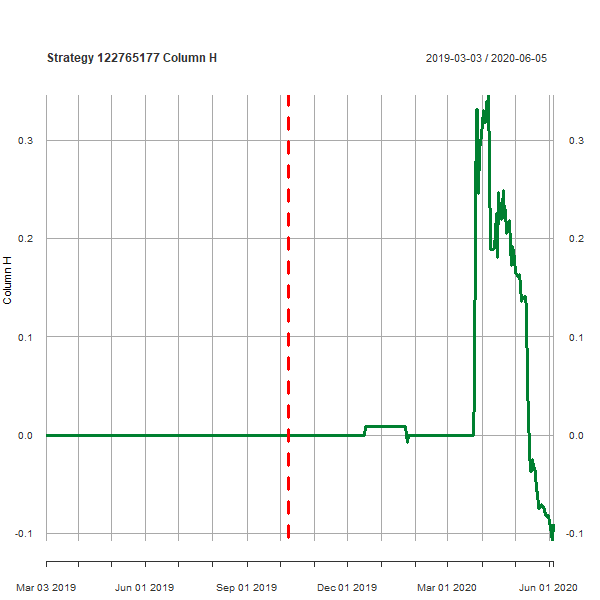 Strategy 122765177 Column H
2019-03-03 / 2020-06-05
Column H
0.3
0.2
0.1
0.0
-0.1
0.3
0.2
0.1
0.0
-0.1
Mar 03 2019
Jun 01 2019
Sep 01 2019
Dec 01 2019
Mar 01 2020
Jun 01 2020